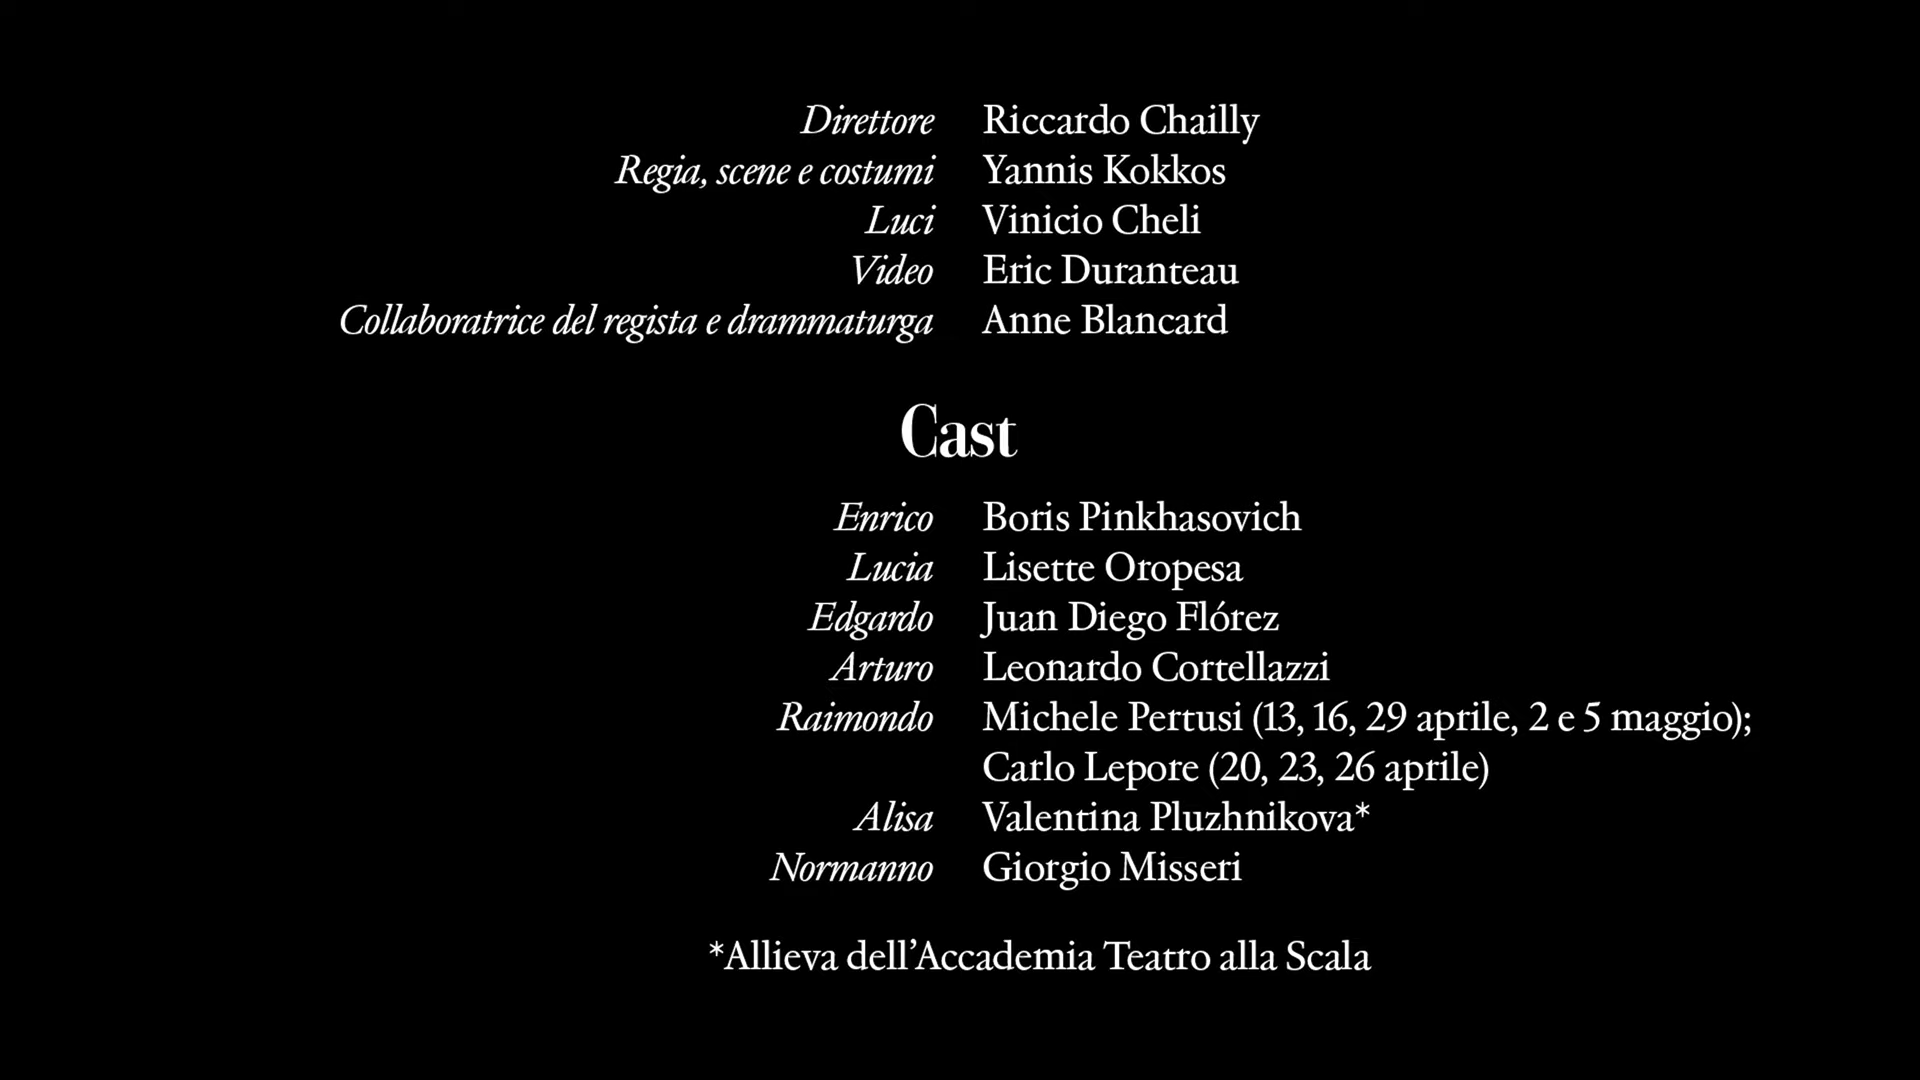 Direttore Riccardo Chailly
Regia, scene e costumi Yannis Kokkos
Luci Vinicio Cheli
Video Eric Duranteau
Collaboratrice del regista e drammaturga Anne Blancard
Cast
Enrico Boris Pinkhasovich
Lucia Lisette Oropesa
Edgardo Juan Diego Flórez
Arturo Leonardo Cortellazzi
Raimondo Michele Pertusi (13, 16, 29 aprile, 2 e 5 maggio);
Carlo Lepore (20, 23, 26 aprile)
Alisa Valentina Pluzhnikova*
Normanno Giorgio Misseri
*Allieva dell’Accademia Teatro alla Scala